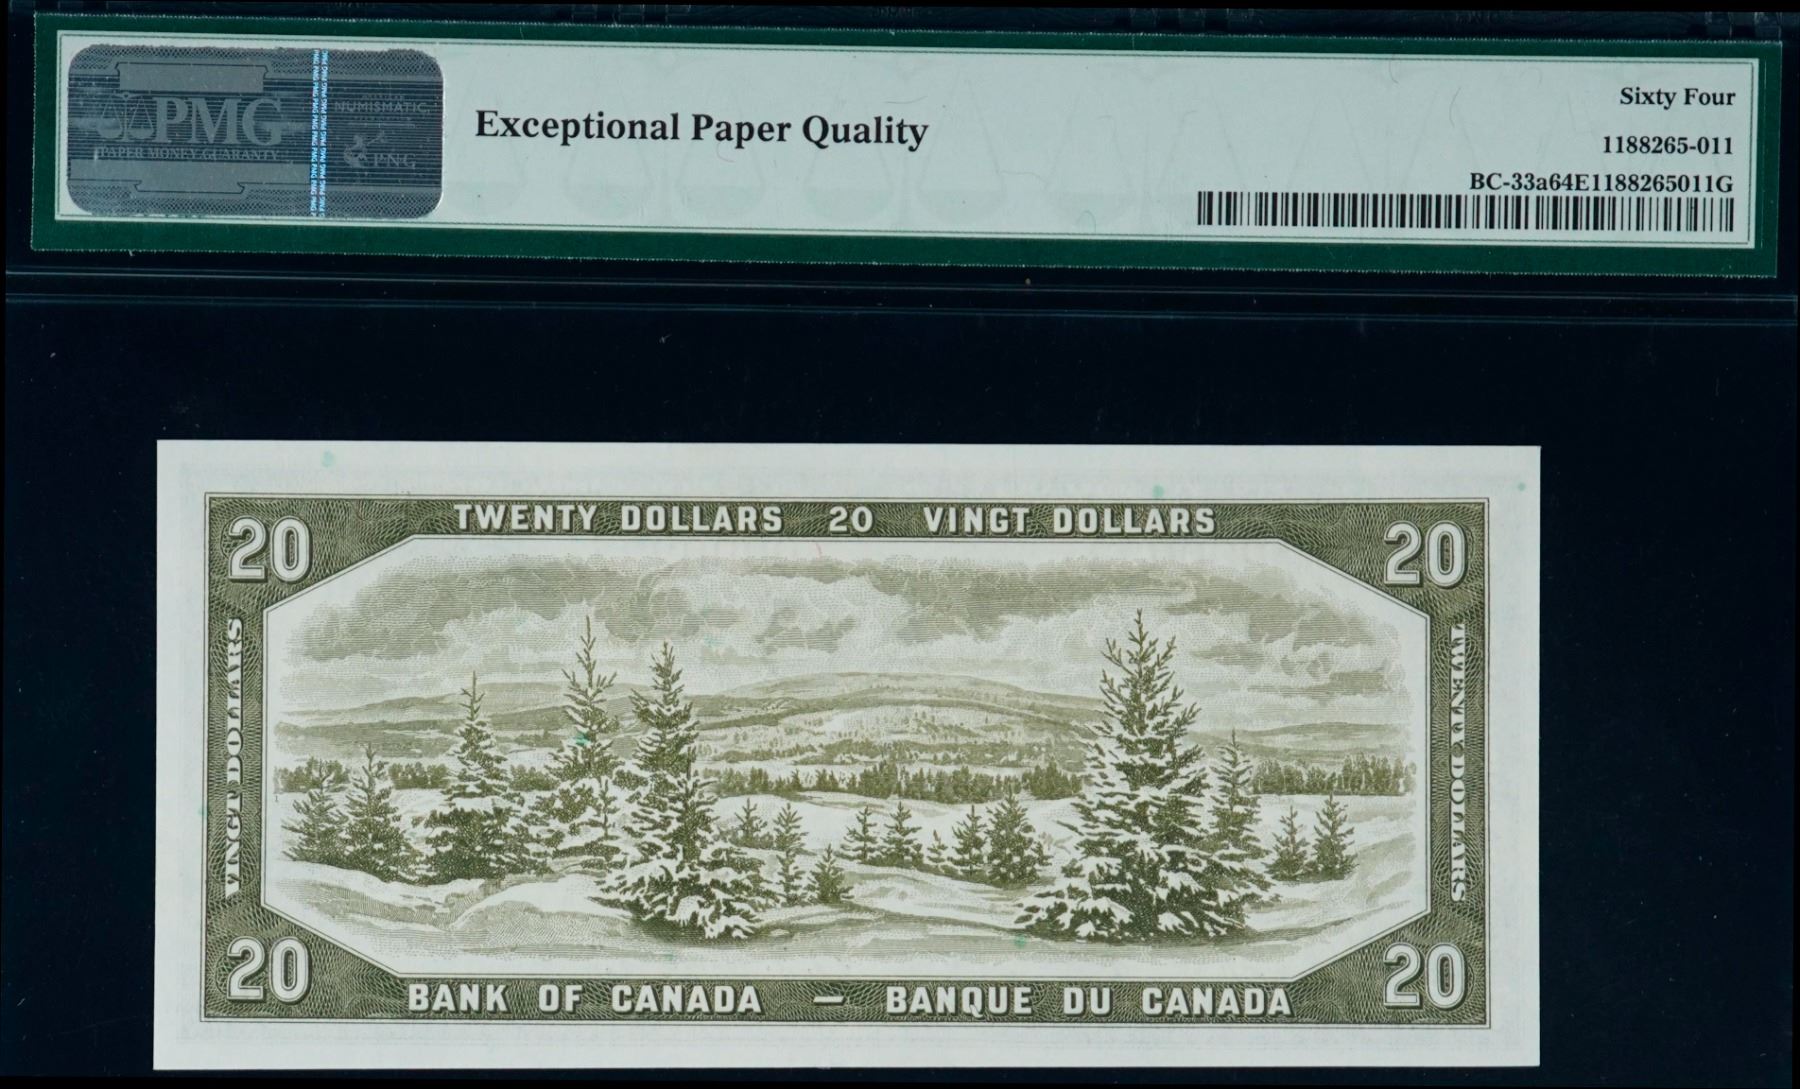 PMG
PAPER MONEY GUARANTY
NUMISMATIC
PNG
Exceptional Paper Quality
Sixty Four
1188265-011
BC-33a64E1188265011G
TWENTY DOLLARS 20 VINGT DOLLARS
20
20
VINGT DOLLARS
TWENTY DOLLARS
20
20
BANK OF CANADA — BANQUE DU CANADA